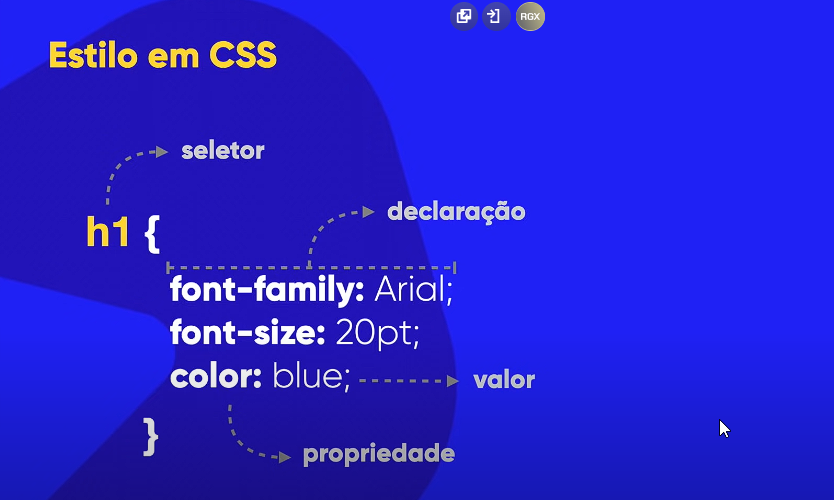 RGX
Estilo em CSS
seletor
h1 {
declaração
font-family: Arial;
font-size: 20pt;
color: blue;
valor
}
propriedade